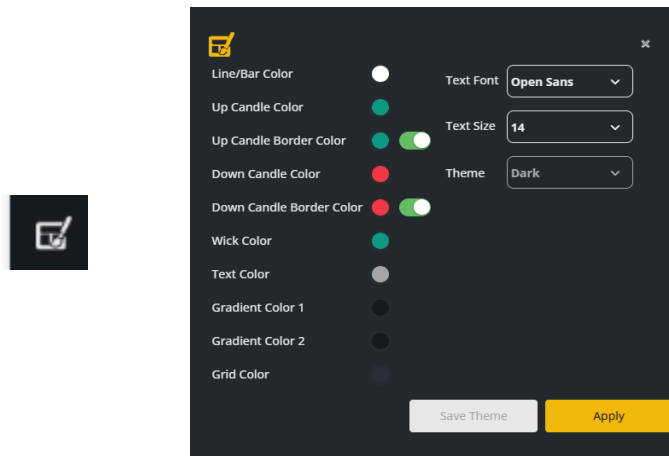 Line/Bar Color
Up Candle Color
Up Candle Border Color
Down Candle Color
Down Candle Border Color
Wick Color
Text Color
Gradient Color 1
Gradient Color 2
Grid Color
Text Font Open Sans
Text Size 14
Theme Dark
Save Theme
Apply